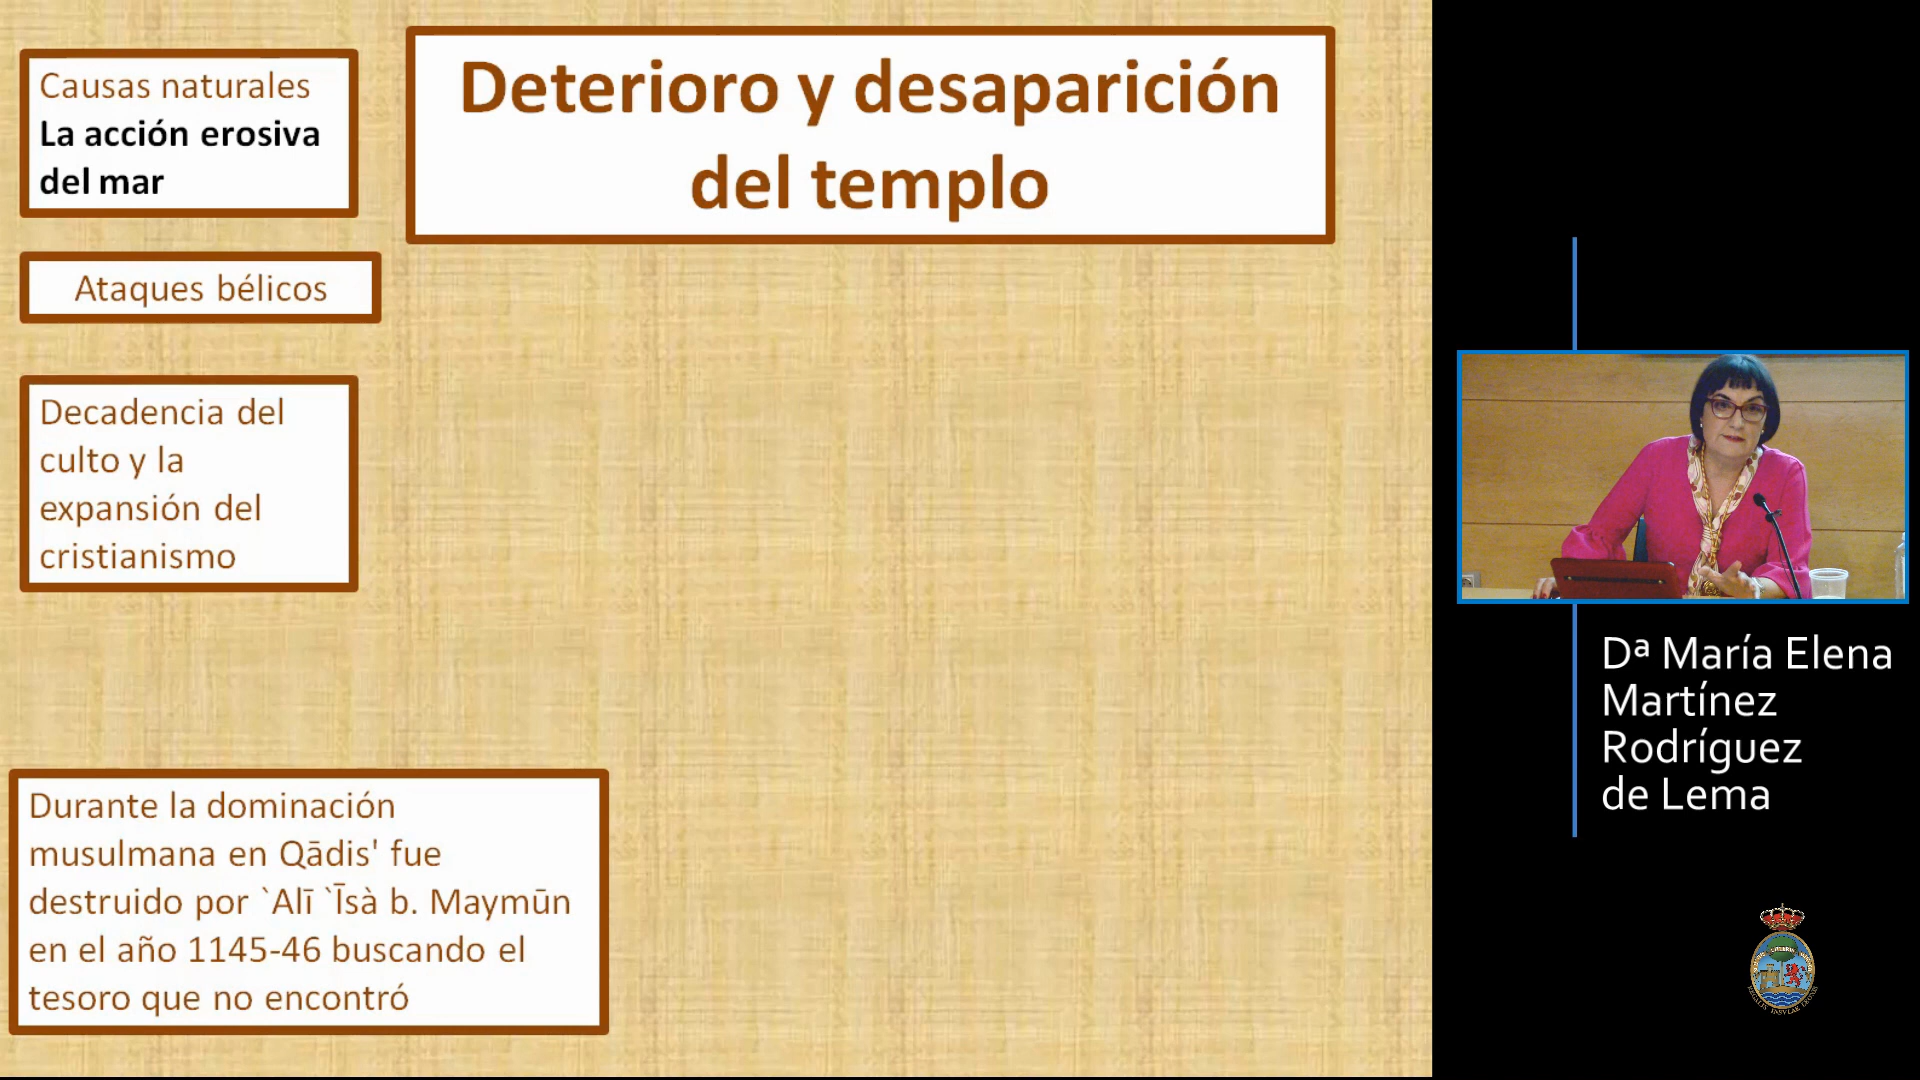 Causas naturales
La acción erosiva
del mar
Deterioro y desaparición
del templo
Ataques bélicos
Decadencia del
culto y la
expansión del
cristianismo
Durante la dominación
musulmana en Qādis' fue
destruido por `Alī `Īsà b. Maymūn
en el año 1145-46 buscando el
tesoro que no encontró
Dª María Elena
Martínez
Rodríguez
de Lema